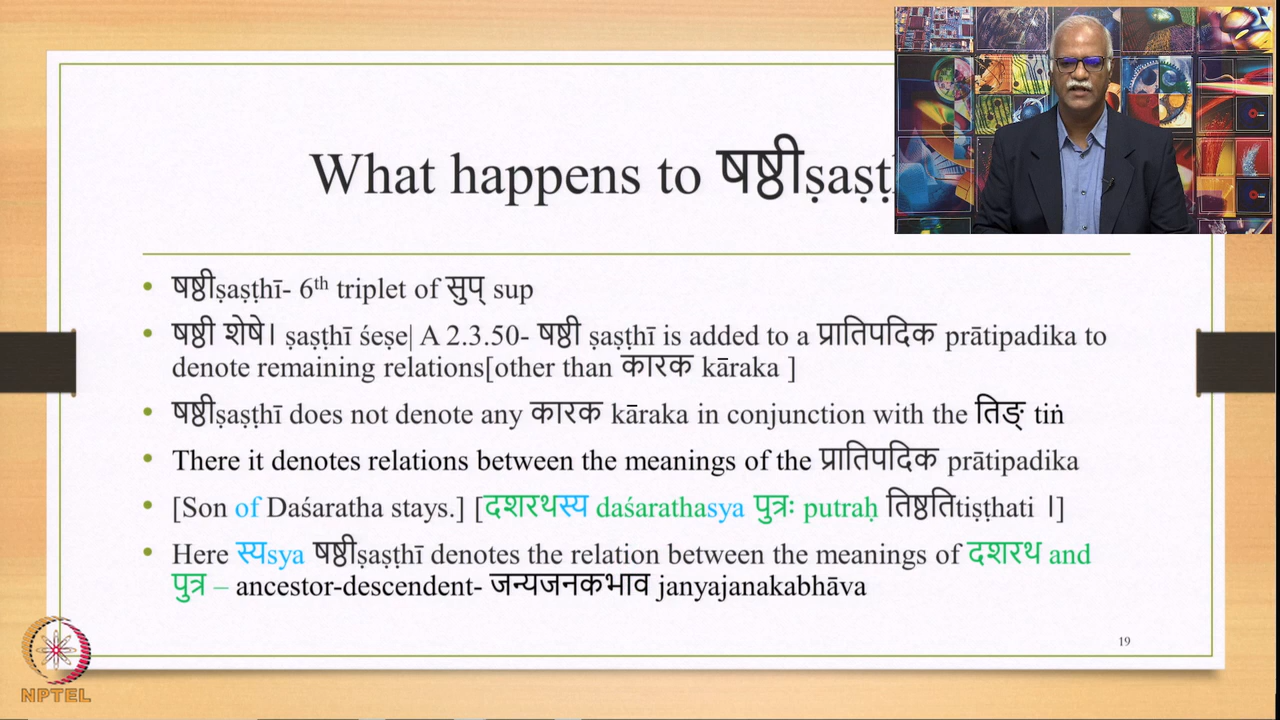 What happens to षष्ठीṣaṣṭ
षष्ठीṣaṣṭhī- 6th triplet of सुप् sup
षष्ठी शेषे। ṣaṣṭhī śeṣe| A 2.3.50- षष्ठी ṣaṣṭhī is added to a प्रातिपदिक prātipadika to
denote remaining relations[other than कारक kāraka ]
षष्ठीṣaṣṭhī does not denote any कारक kāraka in conjunction with the तिङ् tiṅ
There it denotes relations between the meanings of the प्रातिपदिक prātipadika
[Son of Daśaratha stays.] [दशरथस्य daśarathasya पुत्रः putraḥ तिष्ठतिtiṣṭhati ।]
Here स्यsya षष्ठीṣaṣṭhī denotes the relation between the meanings of दशरथ and
पुत्र – ancestor-descendent- जन्यजनकभाव janyajanakabhāva
19
NPTEL